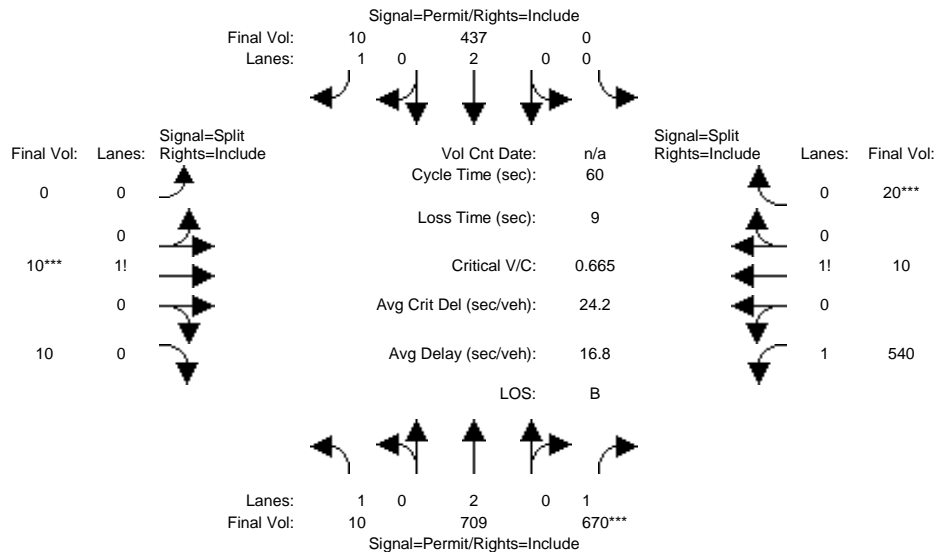 Signal=Permit/Rights=Include
Final Vol: 10 437 0
Lanes: 1 0 2 0 0
Signal=Split
Final Vol: Lanes: Rights=Include
Vol Cnt Date: n/a
Signal=Split
Rights=Include Lanes: Final Vol:
Cycle Time (sec): 60
0 0
0 20***
Loss Time (sec): 9
0
0
10*** 1!
Critical V/C: 0.665
1! 10
0
Avg Crit Del (sec/veh): 24.2
0
10 0
Avg Delay (sec/veh): 16.8
1 540
LOS: B
Lanes: 1 0 2 0 1
Final Vol: 10 709 670***
Signal=Permit/Rights=Include